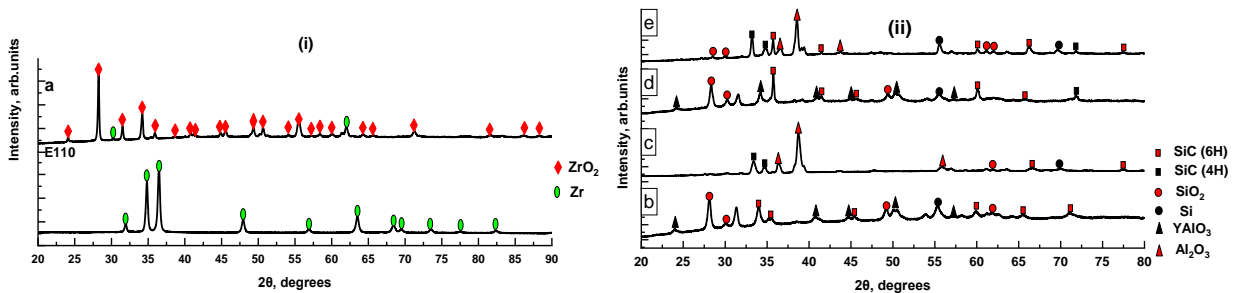 (i)
Intensity, arb.units
a
E110
20 25 30 35 40 45 50 55 60 65 70 75 80 85 90
2θ, degrees
ZrO₂
Zr
(ii)
Intensity, arb.units
e
d
c
b
20 25 30 35 40 45 50 55 60 65 70 75 80
2θ, degrees
SiC (6H)
SiC (4H)
SiO₂
Si
YAlO₃
Al₂O₃